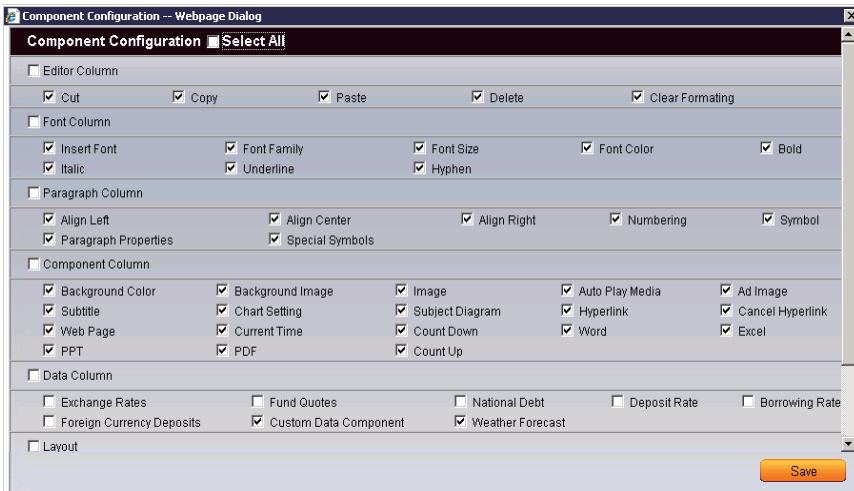 Component Configuration -- Webpage Dialog
Component Configuration Select All
Editor Column
Cut Copy Paste Delete Clear Formating
Font Column
Insert Font Font Family Font Size Font Color Bold
Italic Underline Hyphen
Paragraph Column
Align Left Align Center Align Right Numbering Symbol
Paragraph Properties Special Symbols
Component Column
Background Color Background Image Image Auto Play Media Ad Image
Subtitle Chart Setting Subject Diagram Hyperlink Cancel Hyperlink
Web Page Current Time Count Down Word Excel
PPT PDF Count Up
Data Column
Exchange Rates Fund Quotes National Debt Deposit Rate Borrowing Rate
Foreign Currency Deposits Custom Data Component Weather Forecast
Layout
Save